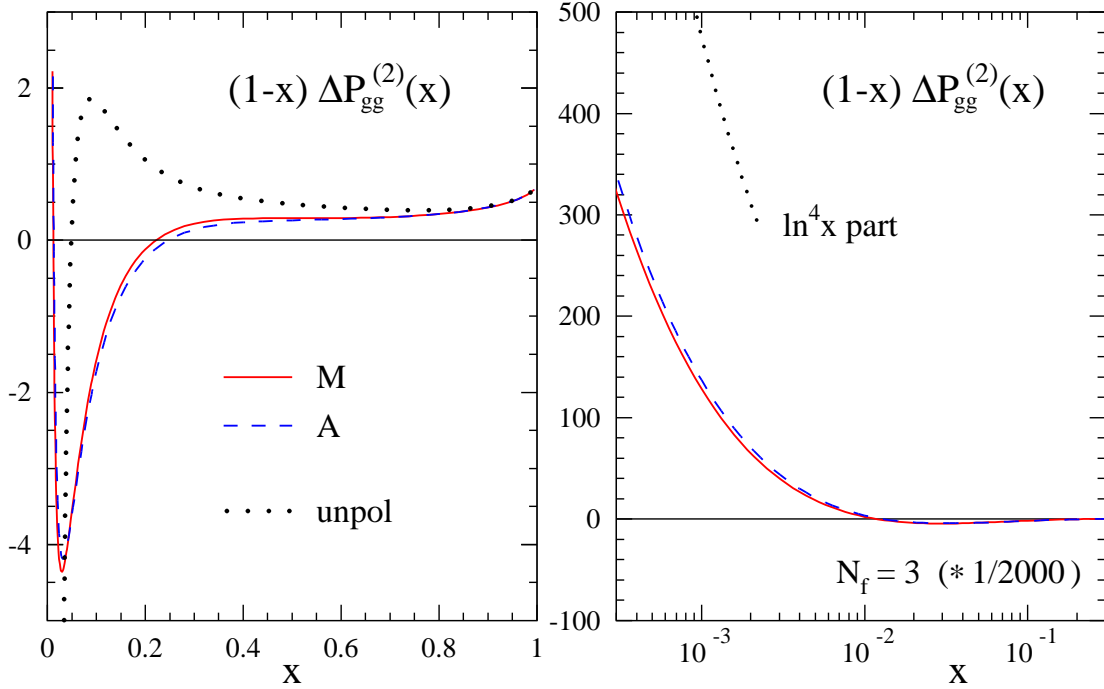 (1-x) ΔP_gg^(2)(x)
2
0
-2
-4
M
A
unpol
0
0.2
0.4
0.6
0.8
1
x
(1-x) ΔP_gg^(2)(x)
500
400
300
200
100
0
-100
ln^4x part
N_f = 3 (* 1/2000)
10^-3
10^-2
10^-1
x